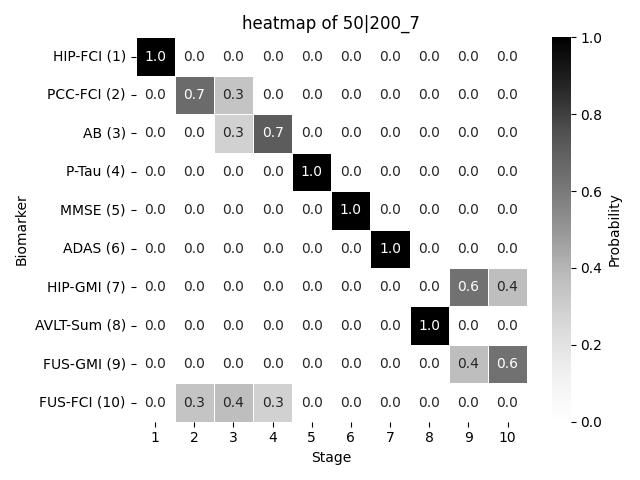 heatmap of 50|200_7
HIP-FCI (1) 1.0 0.0 0.0 0.0 0.0 0.0 0.0 0.0 0.0 0.0
PCC-FCI (2) 0.0 0.7 0.3 0.0 0.0 0.0 0.0 0.0 0.0 0.0
AB (3) 0.0 0.0 0.3 0.7 0.0 0.0 0.0 0.0 0.0 0.0
P-Tau (4) 0.0 0.0 0.0 0.0 1.0 0.0 0.0 0.0 0.0 0.0
MMSE (5) 0.0 0.0 0.0 0.0 0.0 1.0 0.0 0.0 0.0 0.0
ADAS (6) 0.0 0.0 0.0 0.0 0.0 0.0 1.0 0.0 0.0 0.0
HIP-GMI (7) 0.0 0.0 0.0 0.0 0.0 0.0 0.0 0.0 0.6 0.4
AVLT-Sum (8) 0.0 0.0 0.0 0.0 0.0 0.0 0.0 1.0 0.0 0.0
FUS-GMI (9) 0.0 0.0 0.0 0.0 0.0 0.0 0.0 0.0 0.4 0.6
FUS-FCI (10) 0.0 0.3 0.4 0.3 0.0 0.0 0.0 0.0 0.0 0.0
1 2 3 4 5 6 7 8 9 10
Stage
Biomarker
1.0
0.8
0.6
0.4
0.2
0.0
Probability